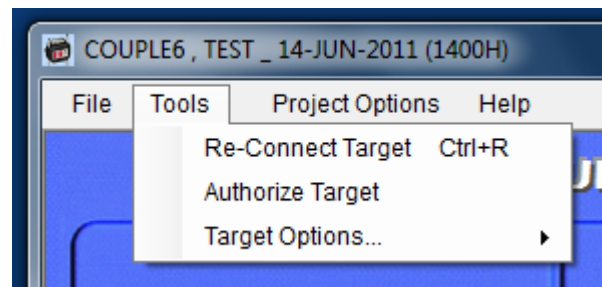 COUPLE6 , TEST _ 14-JUN-2011 (1400H)
File Tools Project Options Help
Re-Connect Target Ctrl+R
Authorize Target
Target Options...